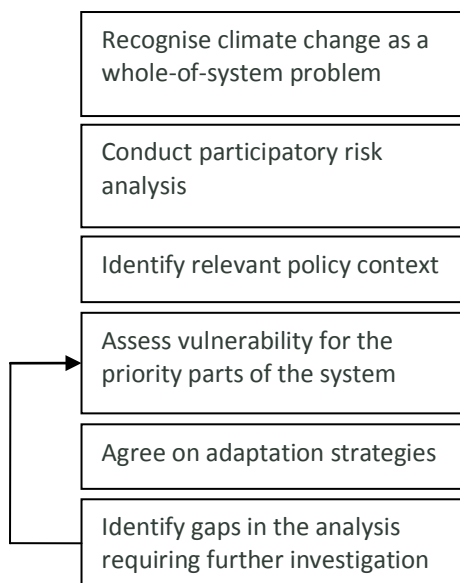 Recognise climate change as a
whole-of-system problem
Conduct participatory risk
analysis
Identify relevant policy context
Assess vulnerability for the
priority parts of the system
Agree on adaptation strategies
Identify gaps in the analysis
requiring further investigation